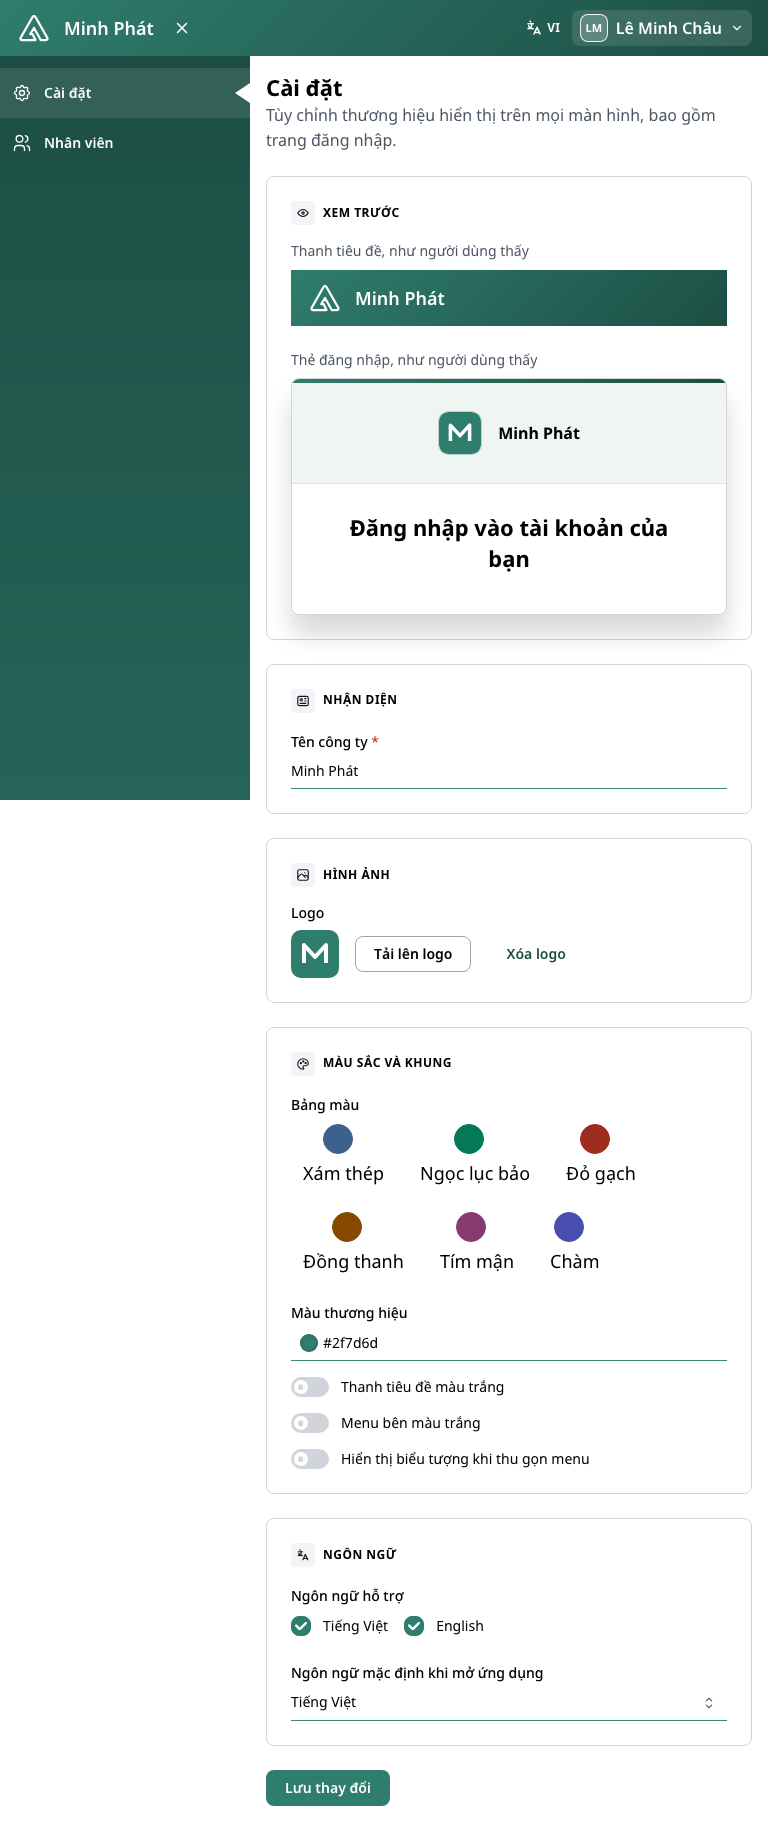 Minh Phát
VI
LM
Lê Minh Châu
Cài đặt
Nhân viên
Cài đặt
Tùy chỉnh thương hiệu hiển thị trên mọi màn hình, bao gồm
trang đăng nhập.
XEM TRƯỚC
Thanh tiêu đề, như người dùng thấy
Minh Phát
Thẻ đăng nhập, như người dùng thấy
Minh Phát
Đăng nhập vào tài khoản của
bạn
NHẬN DIỆN
Tên công ty *
Minh Phát
HÌNH ẢNH
Logo
Tải lên logo
Xóa logo
MÀU SẮC VÀ KHUNG
Bảng màu
Xám thép
Ngọc lục bảo
Đỏ gạch
Đồng thanh
Tím mận
Chàm
Màu thương hiệu
#2f7d6d
Thanh tiêu đề màu trắng
Menu bên màu trắng
Hiển thị biểu tượng khi thu gọn menu
NGÔN NGỮ
Ngôn ngữ hỗ trợ
Tiếng Việt
English
Ngôn ngữ mặc định khi mở ứng dụng
Tiếng Việt
Lưu thay đổi